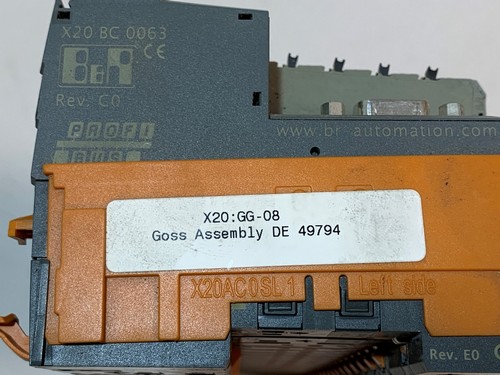 X20 BC 0063
B&R CE
Rev. C0
PROFI
BUS
www.br automation.com
X20:GG-08
Goss Assembly DE 49794
X20AC0SL1 Left side
Rev. E0